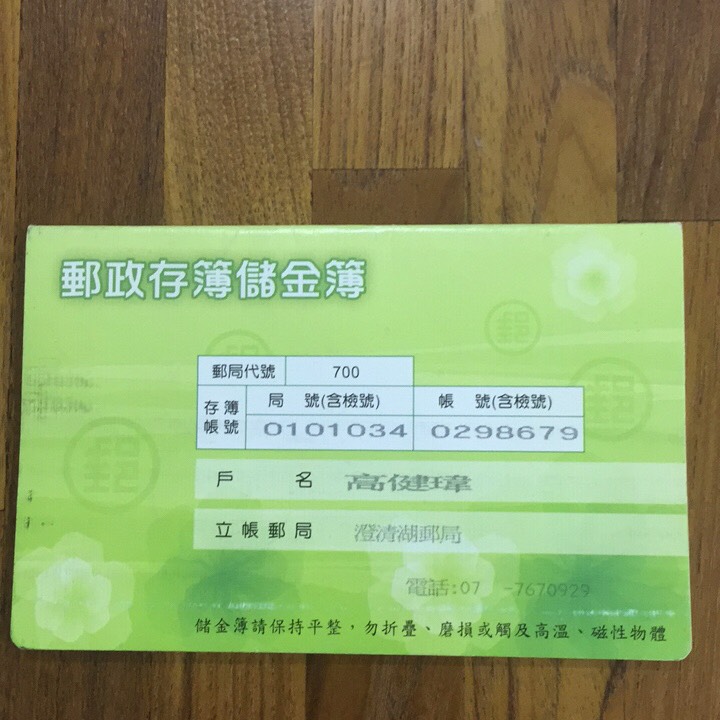 郵政存簿儲金簿
郵局代號 700
存簿帳號 局 號(含檢號) 帳 號(含檢號)
0101034 0298679
戶 名 高健瑋
立帳郵局 澄清湖郵局
電話:07 -7670929
儲金簿請保持平整，勿折疊、磨損或觸及高溫、磁性物體